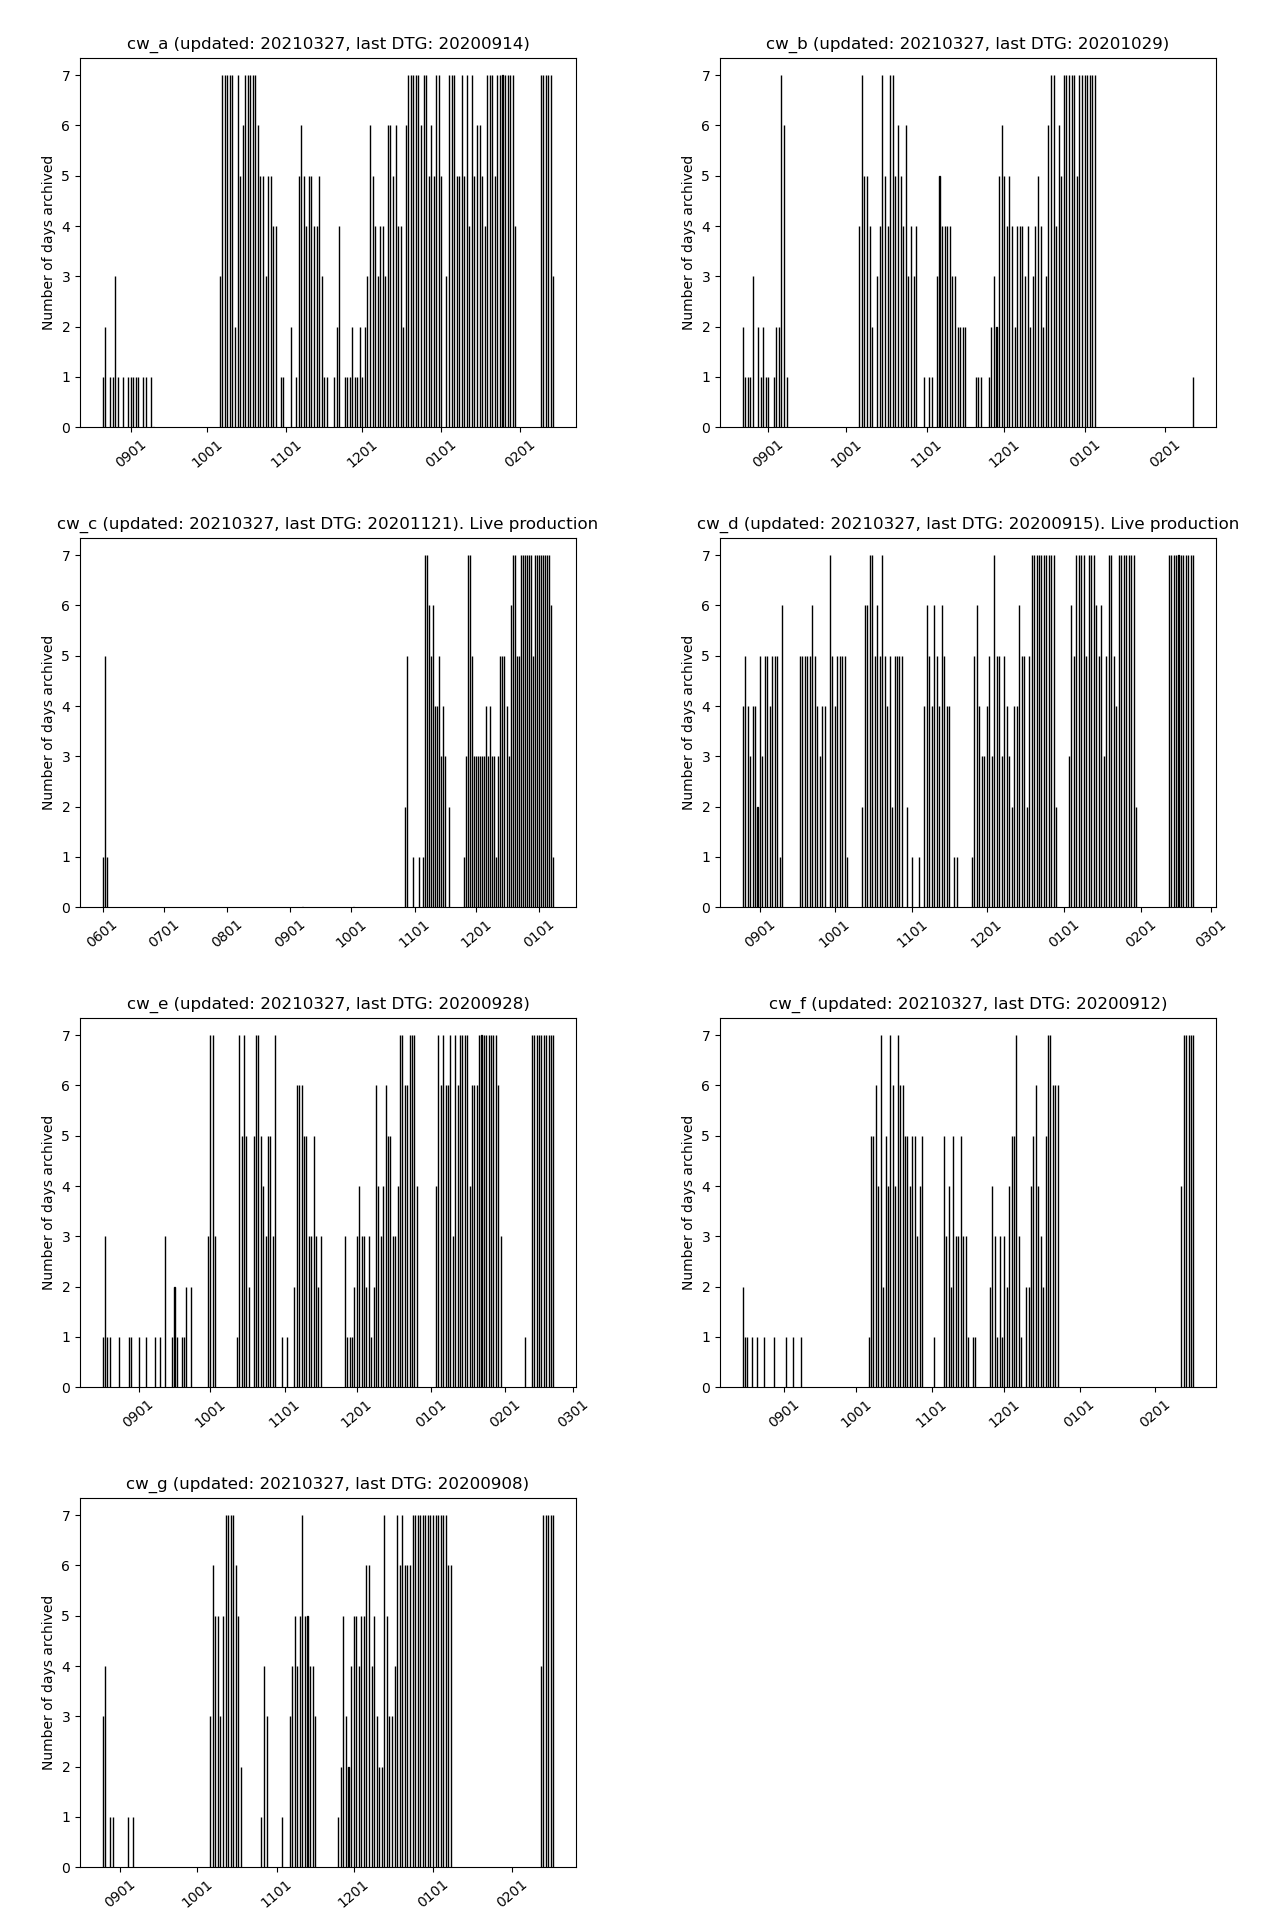 cw_a (updated: 20210327, last DTG: 20200914)
Number of days archived
7
6
5
4
3
2
1
0
0901 1001 1101 1201 0101 0201
cw_b (updated: 20210327, last DTG: 20201029)
Number of days archived
7
6
5
4
3
2
1
0
0901 1001 1101 1201 0101 0201
cw_c (updated: 20210327, last DTG: 20201121). Live production
Number of days archived
7
6
5
4
3
2
1
0
0601 0701 0801 0901 1001 1101 1201 0101
cw_d (updated: 20210327, last DTG: 20200915). Live production
Number of days archived
7
6
5
4
3
2
1
0
0901 1001 1101 1201 0101 0201 0301
cw_e (updated: 20210327, last DTG: 20200928)
Number of days archived
7
6
5
4
3
2
1
0
0901 1001 1101 1201 0101 0201 0301
cw_f (updated: 20210327, last DTG: 20200912)
Number of days archived
7
6
5
4
3
2
1
0
0901 1001 1101 1201 0101 0201
cw_g (updated: 20210327, last DTG: 20200908)
Number of days archived
7
6
5
4
3
2
1
0
0901 1001 1101 1201 0101 0201